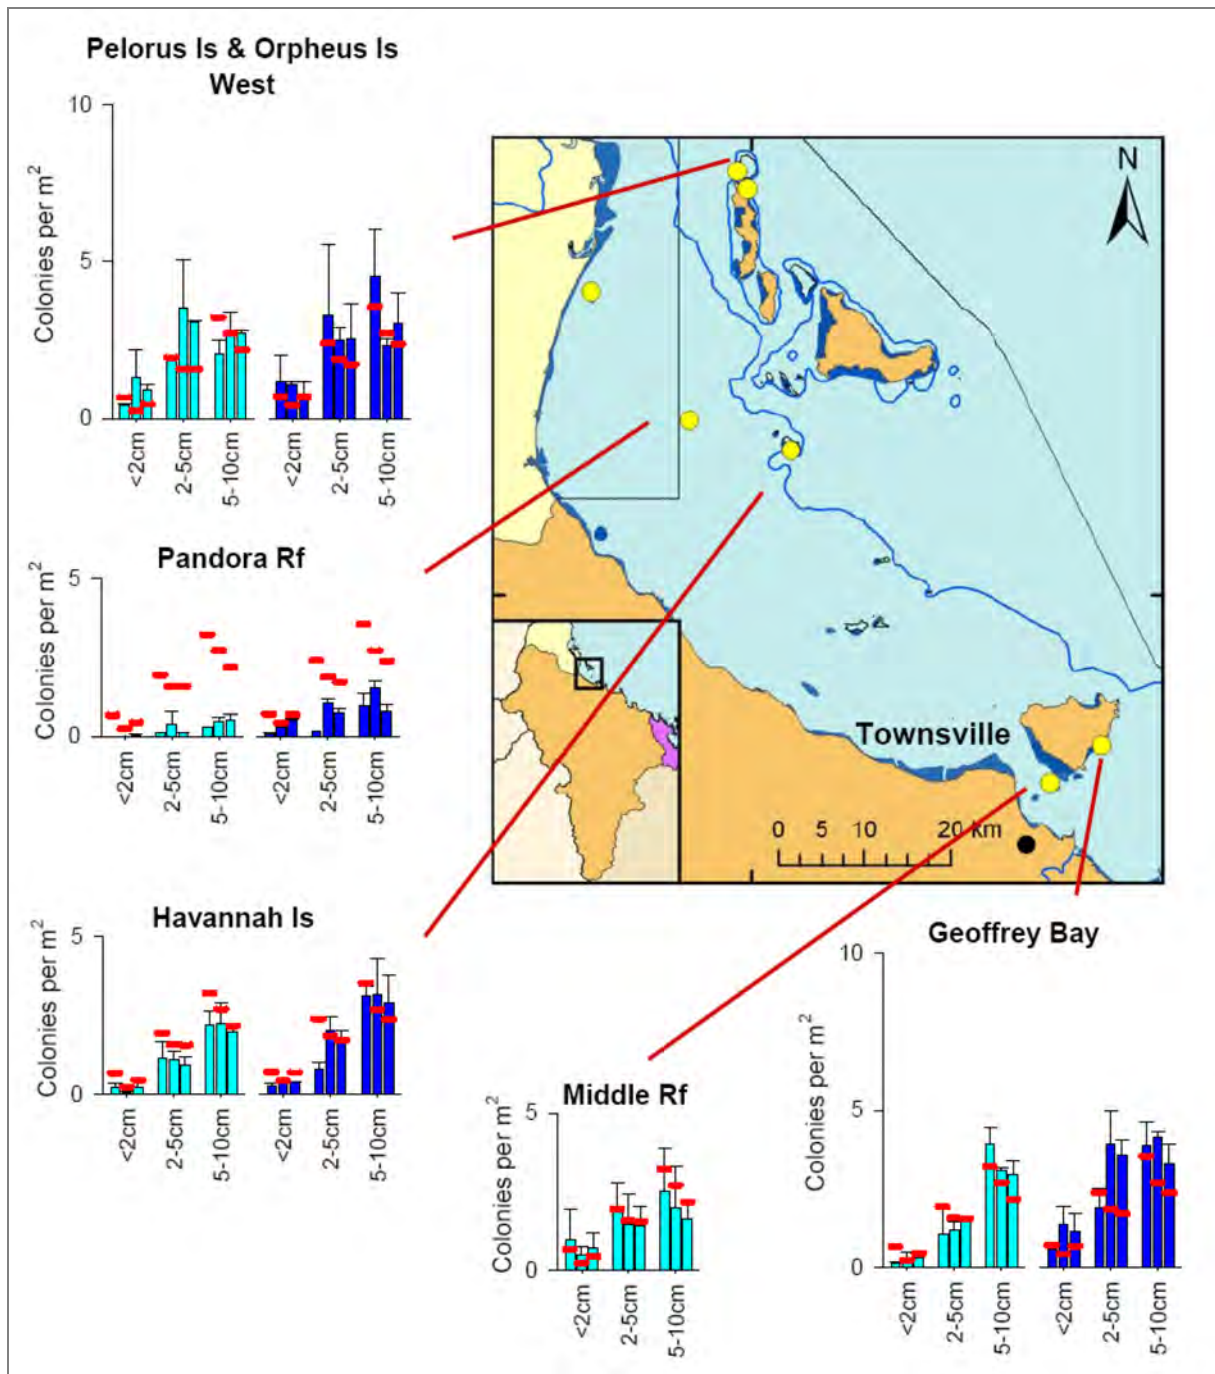 Pelorus Is & Orpheus Is
West
10
5
0
Colonies per m²
<2cm
2-5cm
5-10cm
<2cm
2-5cm
5-10cm
N
Pandora Rf
5
0
Colonies per m²
<2cm
2-5cm
5-10cm
<2cm
2-5cm
5-10cm
Townsville
0 5 10 20 km
Havannah Is
5
0
Colonies per m²
<2cm
2-5cm
5-10cm
<2cm
2-5cm
5-10cm
Middle Rf
5
0
Colonies per m²
<2cm
2-5cm
5-10cm
Geoffrey Bay
10
5
0
Colonies per m²
<2cm
2-5cm
5-10cm
<2cm
2-5cm
5-10cm